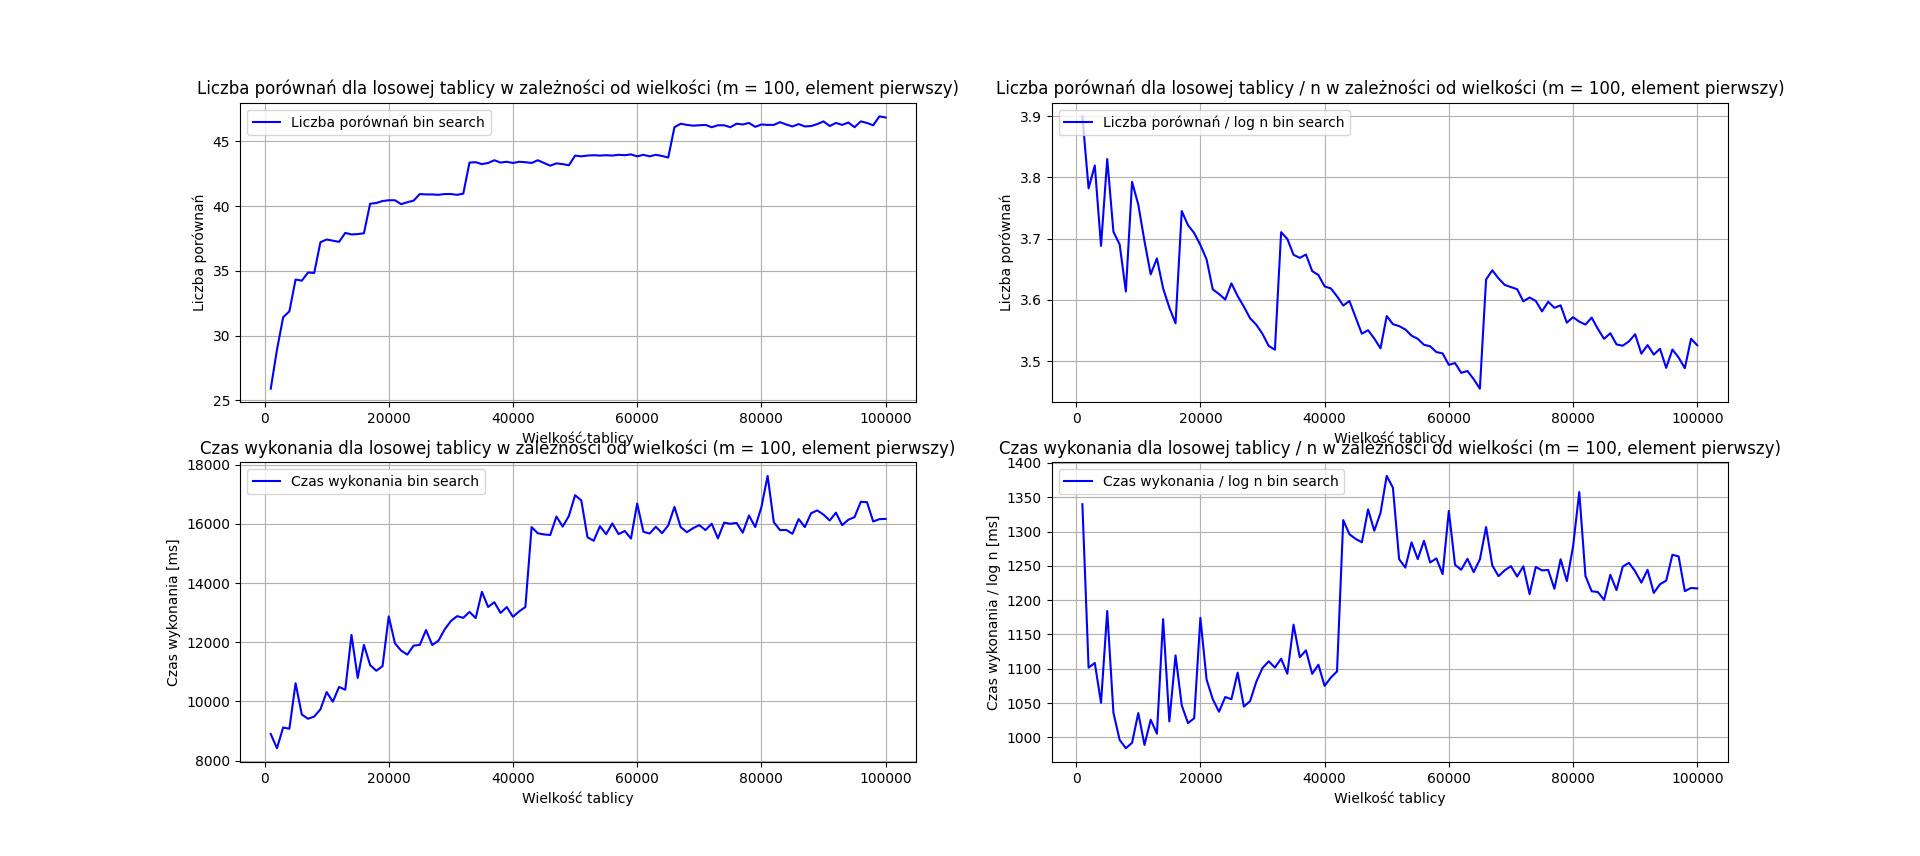 Liczba porównań dla losowej tablicy w zależności od wielkości (m = 100, element pierwszy)
Liczba porównań bin search
Liczba porównań
45
40
35
30
25
0 20000 40000 60000 80000 100000
Wielkość tablicy
Liczba porównań dla losowej tablicy / n w zależności od wielkości (m = 100, element pierwszy)
Liczba porównań / log n bin search
Liczba porównań
3.9
3.8
3.7
3.6
3.5
0 20000 40000 60000 80000 100000
Wielkość tablicy
Czas wykonania dla losowej tablicy w zależności od wielkości (m = 100, element pierwszy)
Czas wykonania bin search
Czas wykonania [ms]
18000
16000
14000
12000
10000
8000
0 20000 40000 60000 80000 100000
Wielkość tablicy
Czas wykonania dla losowej tablicy / n w zależności od wielkości (m = 100, element pierwszy)
Czas wykonania / log n bin search
Czas wykonania / log n [ms]
1400
1350
1300
1250
1200
1150
1100
1050
1000
0 20000 40000 60000 80000 100000
Wielkość tablicy